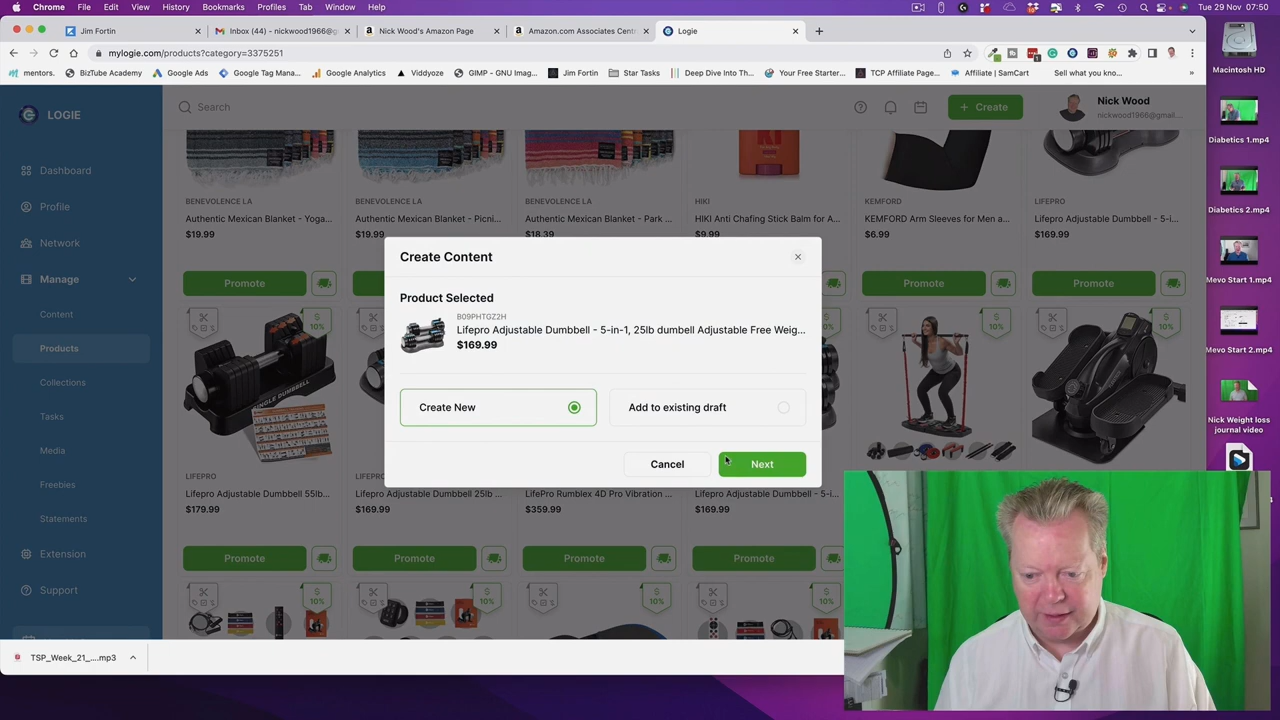 Chrome File Edit View History Bookmarks Profiles Tab Window Help
Tue 29 Nov 07:50
Jim Fortin
Inbox (44) - nickwood1966@g
Nick Wood's Amazon Page
Amazon.com Associates Centr
Logie
mylogie.com/products?category=3375251
mentors.
BizTube Academy
Google Ads
Google Tag Mana...
Google Analytics
Viddyoze
GIMP - GNU Imag...
Jim Fortin
Star Tasks
Deep Dive Into Th...
Your Free Starter...
TCP Affiliate Page...
Affiliate | SamCart
Sell what you kno...
Macintosh HD
Diabetics 1.mp4
Diabetics 2.mp4
Mevo Start 1.mp4
Mevo Start 2.mp4
Nick Weight loss
journal video
LOGIE
Search
Create
Nick Wood
nickwood1966@gmail....
Dashboard
Profile
Network
Manage
Content
Products
Collections
Tasks
Media
Freebies
Statements
Extension
Support
BENEVOLENCE LA
Authentic Mexican Blanket - Yoga...
$19.99
Promote
BENEVOLENCE LA
Authentic Mexican Blanket - Picni...
$19.99
BENEVOLENCE LA
Authentic Mexican Blanket - Park ...
$18.39
HIKI
HIKI Anti Chafing Stick Balm for A...
$9.99
KEMFORD
KEMFORD Arm Sleeves for Men a...
$6.99
Promote
LIFEPRO
Lifepro Adjustable Dumbbell - 5-i...
$169.99
Promote
Create Content
Product Selected
B09PHTGZ2H
Lifepro Adjustable Dumbbell - 5-in-1, 25lb dumbell Adjustable Free Weig...
$169.99
Create New
Add to existing draft
Cancel
Next
$
10%
$
10%
$
10%
LIFEPRO
Lifepro Adjustable Dumbbell 55lb...
$179.99
Promote
Lifepro Adjustable Dumbbell 25lb ...
$169.99
Promote
LifePro Rumblex 4D Pro Vibration ...
$359.99
Promote
Lifepro Adjustable Dumbbell - 5-i...
$169.99
Promote
$
10%
$
10%
$
10%
$
10%
TSP_Week_21_....mp3